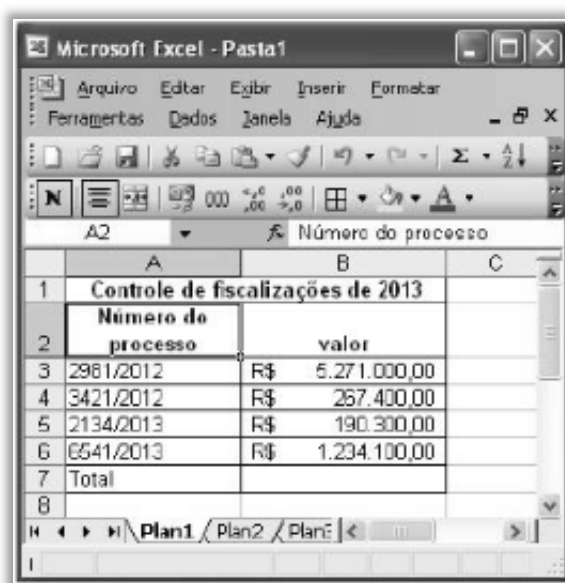 Microsoft Excel - Pasta1
Arquivo Editar Exibir Inserir Formatar
Ferramentas Dados Janela Ajuda
N 000
A2 fx Número do processo
A B C
1 Controle de fiscalizações de 2013
2 Número do processo valor
3 2981/2012 R$ 5.271.000,00
4 3421/2012 R$ 267.400,00
5 2134/2013 R$ 190.300,00
6 6541/2013 R$ 1.234.100,00
7 Total
8
Plan1 Plan2